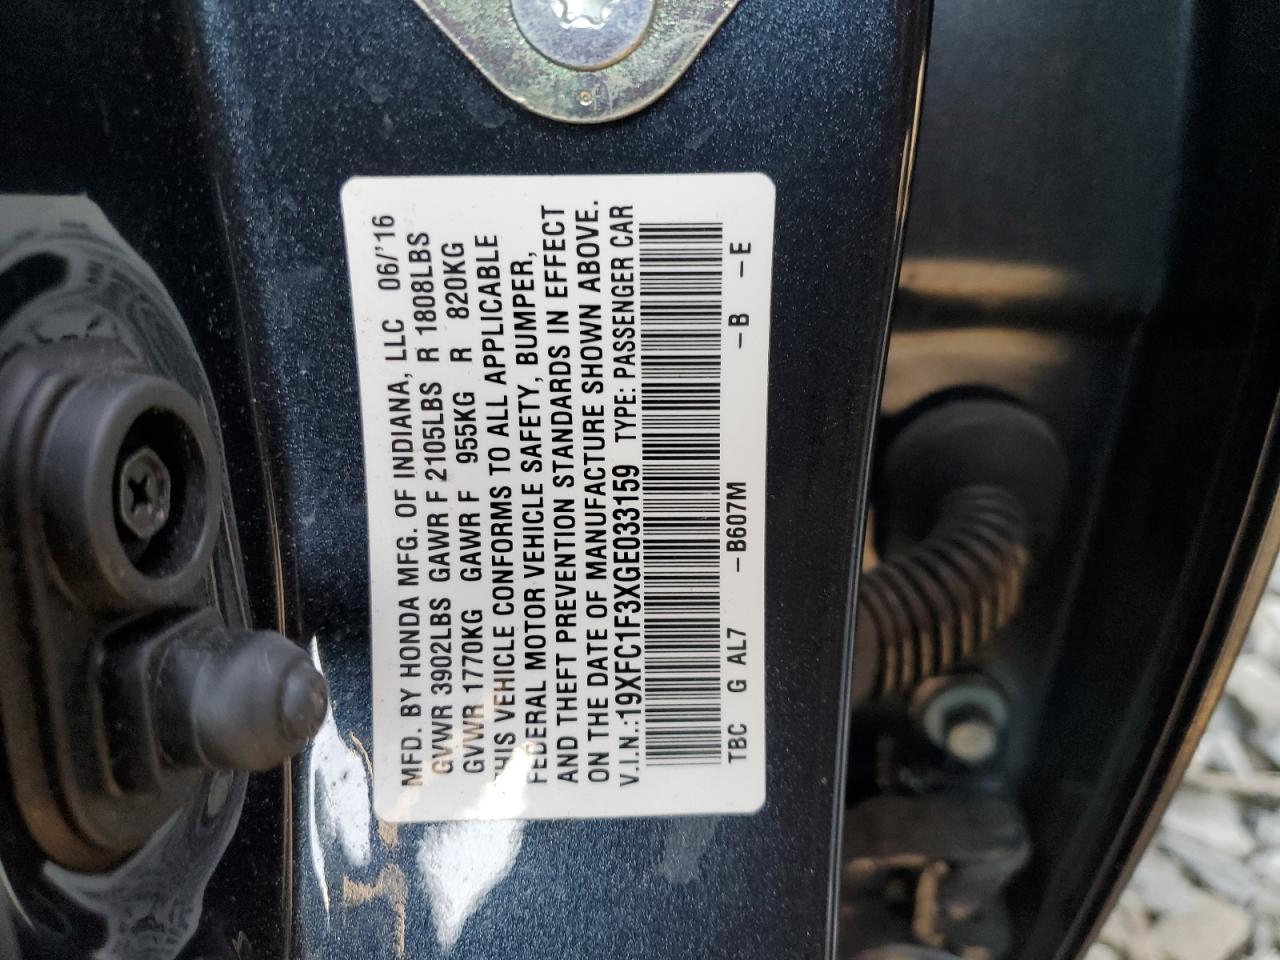 MFD. BY HONDA MFG. OF INDIANA, LLC 06/'16
GVWR 3902LBS GAWR F 2105LBS R 1808LBS
GVWR 1770KG GAWR F 955KG R 820KG
THIS VEHICLE CONFORMS TO ALL APPLICABLE
FEDERAL MOTOR VEHICLE SAFETY, BUMPER,
AND THEFT PREVENTION STANDARDS IN EFFECT
ON THE DATE OF MANUFACTURE SHOWN ABOVE.
V.I.N.:19XFC1F3XGE033159 TYPE: PASSENGER CAR
TBC G AL7 –B607M –B –E